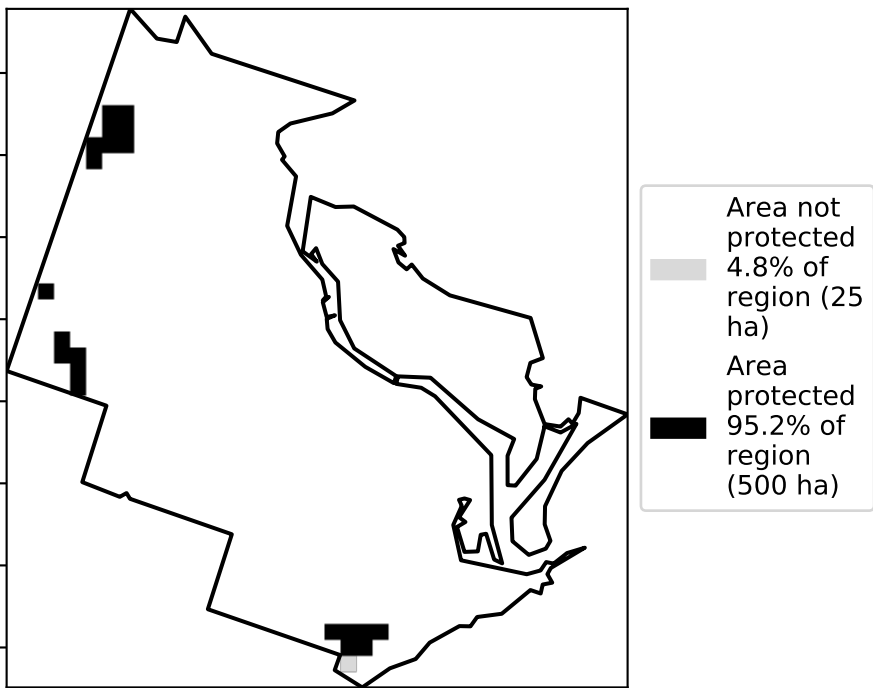 Area not
protected
4.8% of
region (25
ha)
Area
protected
95.2% of
region
(500 ha)